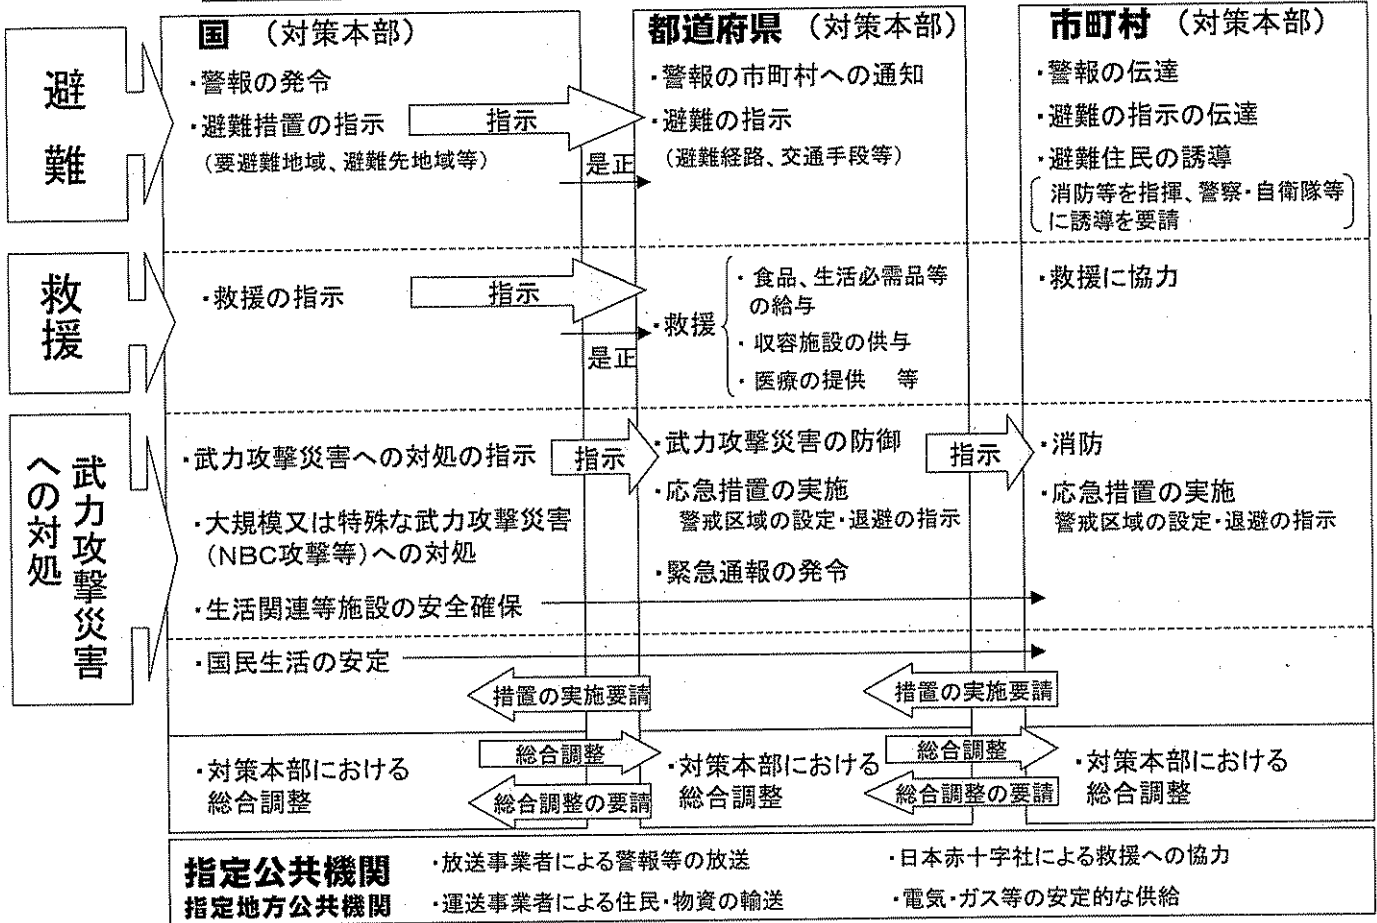 国 (対策本部)
・警報の発令
・避難措置の指示
(要避難地域、避難先地域等)
都道府県 (対策本部)
・警報の市町村への通知
・避難の指示
(避難経路、交通手段等)
市町村 (対策本部)
・警報の伝達
・避難の指示の伝達
・避難住民の誘導
消防等を指揮、警察・自衛隊等
に誘導を要請
避難
指示
是正
救援
・救援の指示
指示
是正
・救援
・食品、生活必需品等
の給与
・収容施設の供与
・医療の提供 等
・救援に協力
武力攻撃災害
への対処
・武力攻撃災害への対処の指示
・大規模又は特殊な武力攻撃災害
(NBC攻撃等)への対処
・生活関連等施設の安全確保
指示
・武力攻撃災害の防御
・応急措置の実施
警戒区域の設定・退避の指示
・緊急通報の発令
指示
・消防
・応急措置の実施
警戒区域の設定・退避の指示
・国民生活の安定
措置の実施要請
措置の実施要請
・対策本部における
総合調整
総合調整
総合調整の要請
・対策本部における
総合調整
総合調整
総合調整の要請
・対策本部における
総合調整
指定公共機関
指定地方公共機関
・放送事業者による警報等の放送
・日本赤十字社による救援への協力
・運送事業者による住民・物資の輸送
・電気・ガス等の安定的な供給